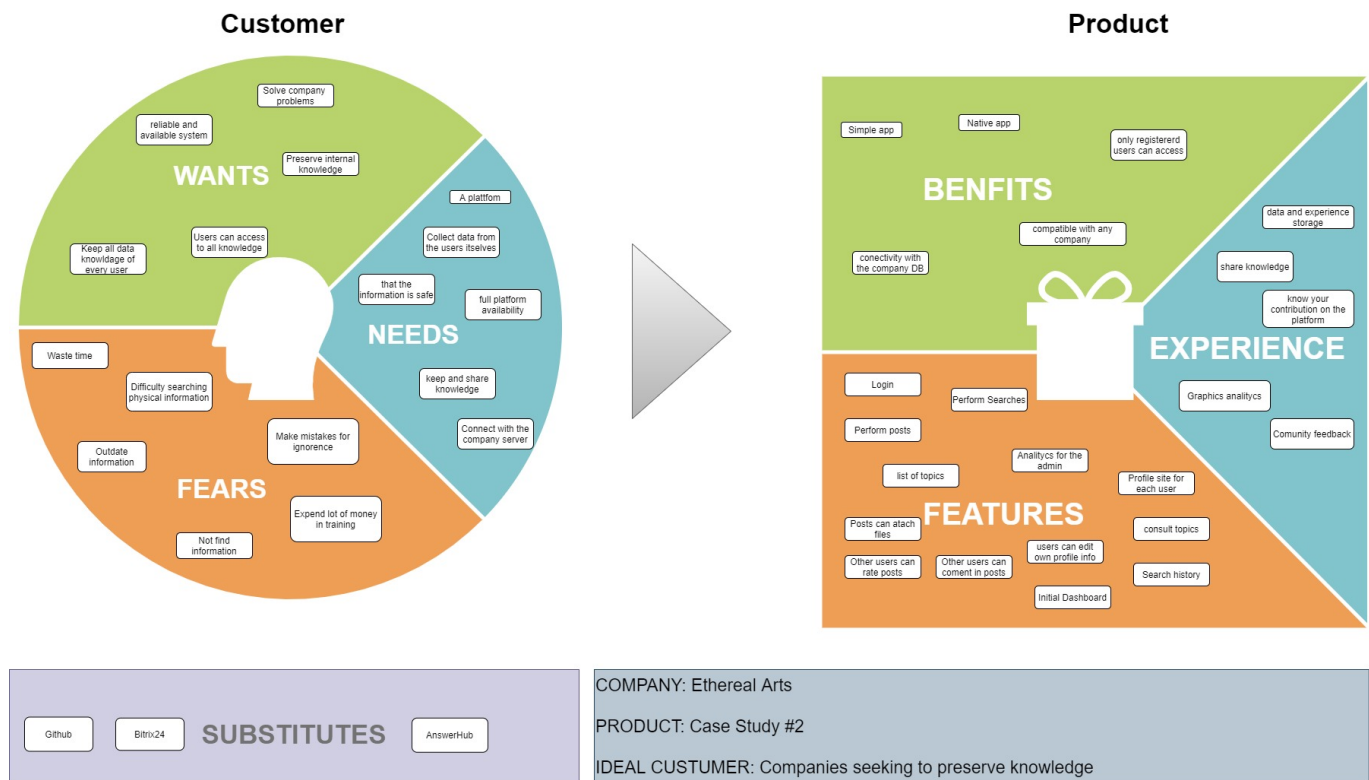 Customer
Product
Solve company
problems
reliable and
available system
Preserve internal
knowledge
WANTS
Users can access
to all knowledge
Keep all data
knowldage of
every user
A plattfom
Collect data from
the users itselves
that the
information is safe
full platform
availability
NEEDS
keep and share
knowledge
Connect with the
company server
Waste time
Difficulty searching
physical information
Make mistakes for
ignorence
Outdate
information
FEARS
Expend lot of money
in training
Not find
information
Simple app
Native app
only registererd
users can access
BENFITS
compatible with any
company
conectivity with
the company DB
data and experience
storage
share knowledge
know your
contribution on the
platform
EXPERIENCE
Graphics analitycs
Comunity feedback
Login
Perform Searches
Perform posts
Analitycs for the
admin
list of topics
Profile site for
each user
FEATURES
Posts can atach
files
consult topics
users can edit
own profile info
Other users can
rate posts
Other users can
coment in posts
Search history
Initial Dashboard
Github
Bitrix24
SUBSTITUTES
AnswerHub
COMPANY: Ethereal Arts
PRODUCT: Case Study #2
IDEAL CUSTUMER: Companies seeking to preserve knowledge